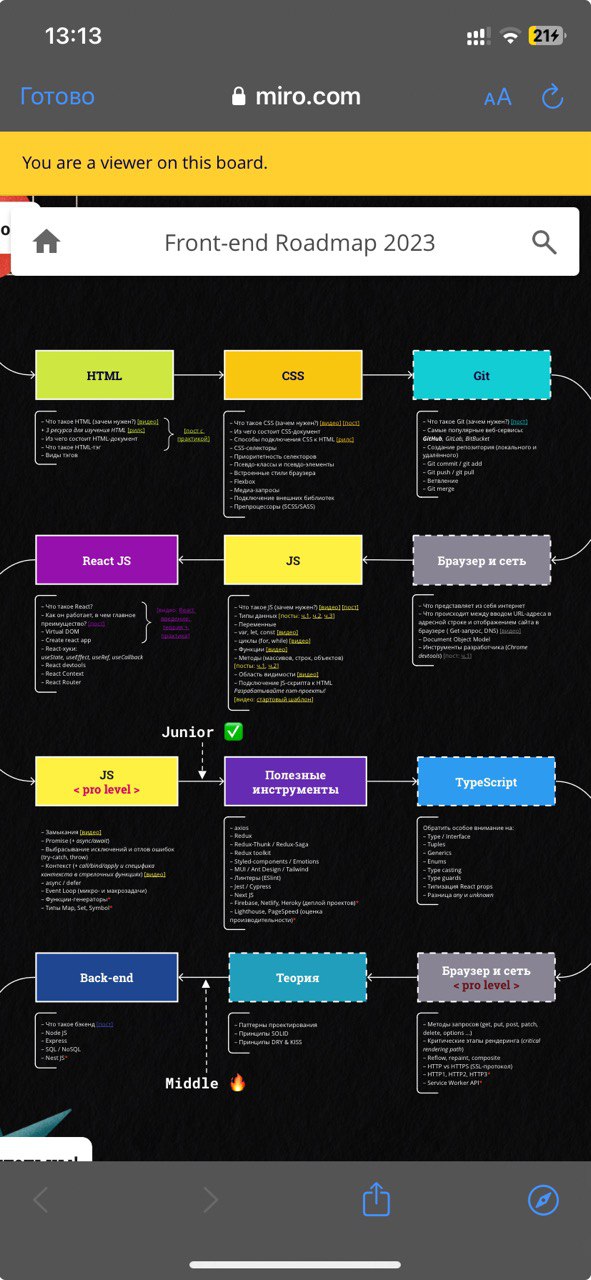 13:13
21
Готово
miro.com
AA
You are a viewer on this board.
Front-end Roadmap 2023
HTML
– Что такое HTML (зачем нужен?) [видео]
– 3 ресурса для изучения HTML [рилс]
– Из чего состоит HTML-документ
– Что такое HTML-тэг
– Виды тэгов
[пост с
практикой]
CSS
– Что такое CSS (зачем нужен?) [видео] [пост]
– Из чего состоит CSS-документ
– Способы подключения CSS к HTML [рилс]
– CSS-селекторы
– Приоритетность селекторов
– Псевдо-классы и псевдо-элементы
– Встроенные стили браузера
– Flexbox
– Медиа-запросы
– Подключение внешних библиотек
– Препроцессоры (SCSS/SASS)
Git
– Что такое Git (зачем нужен?) [пост]
– Самые популярные веб-сервисы
GitHub, GitLab, BitBucket
– Создание репозитория (локального и
удалённого)
– Git commit / git add
– Git push / git pull
– Ветвление
– Git merge
React JS
– Что такое React?
– Как он работает, в чем главное
преимущество? [пост]
– Virtual DOM
– Create react app
– React-хуки:
useState, useEffect, useRef, useCallback
– React devtools
– React Context
– React Router
[видео: React
введение:
теория +
практика]
JS
– Что такое JS (зачем нужен?) [видео] [пост]
– Типы данных [посты: ч.1, ч.2, ч.3]
– Переменные
– var, let, const [видео]
– циклы (for, while) [видео]
– Функции [видео]
– Методы (массивов, строк, объектов)
[посты: ч.1, ч.2]
– Область видимости [видео]
– Подключение JS-скрипта к HTML
Разрабатывайте пэт-проекты!
[видео: стартовый шаблон]
Браузер и сеть
– Что представляет из себя интернет
– Что происходит между вводом URL-адреса в
адресной строке и отображением сайта в
браузере ( Get-запрос, DNS) [видео]
– Document Object Model
– Инструменты разработчика (Chrome
devtools) [пост: ч.1]
Junior ✅
JS
< pro level >
– Замыкания [видео]
– Promise (+ async/await)
– Выбрасывание исключений и отлов ошибок
(try-catch, throw)
– Контекст (+ call/bind/apply и специфика
контекста в стрелочных функциях) [видео]
– async / defer
– Event Loop (микро- и макрозадачи)
– Функции-генераторы*
– Типы Map, Set, Symbol*
Полезные
инструменты
– axios
– Redux
– Redux-Thunk / Redux-Saga
– Redux toolkit
– Styled-components / Emotions
– MUI / Ant Design / Tailwind
– Линтеры (ESlint)
– Jest / Cypress
– Next JS
– Firebase, Netlify, Heroky (деплой проектов)*
– Lighthouse, PageSpeed (оценка
производительности)*
TypeScript
Обратить особое внимание на:
– Type / Interface
– Tuples
– Generics
– Enums
– Type casting
– Type guards
– Типизация React props
– Разница any и unknown
Back-end
– Что такое бэкенд [пост]
– Node JS
– Express
– SQL / NoSQL
– Nest JS*
Теория
– Паттерны проектирования
– Принципы SOLID
– Принципы DRY & KISS
Браузер и сеть
< pro level >
– Методы запросов (get, put, post, patch,
delete, options ...)
– Критические этапы рендеринга (critical
rendering path)
– Reflow, repaint, composite
– HTTP vs HTTPS (SSL-протокол)
– HTTP1, HTTP2, HTTP3*
– Service Worker API*
Middle 🔥